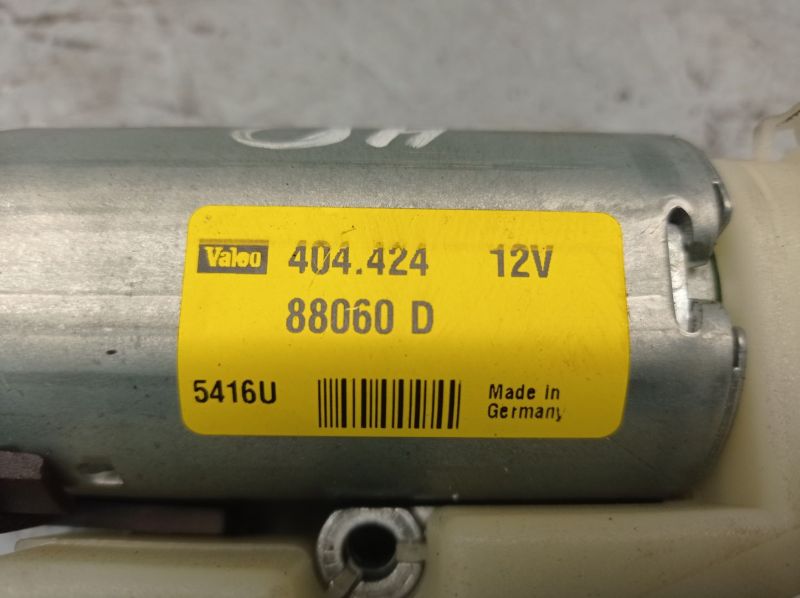 Valeo 404.424 12V
88060 D
5416U
Made in
Germany